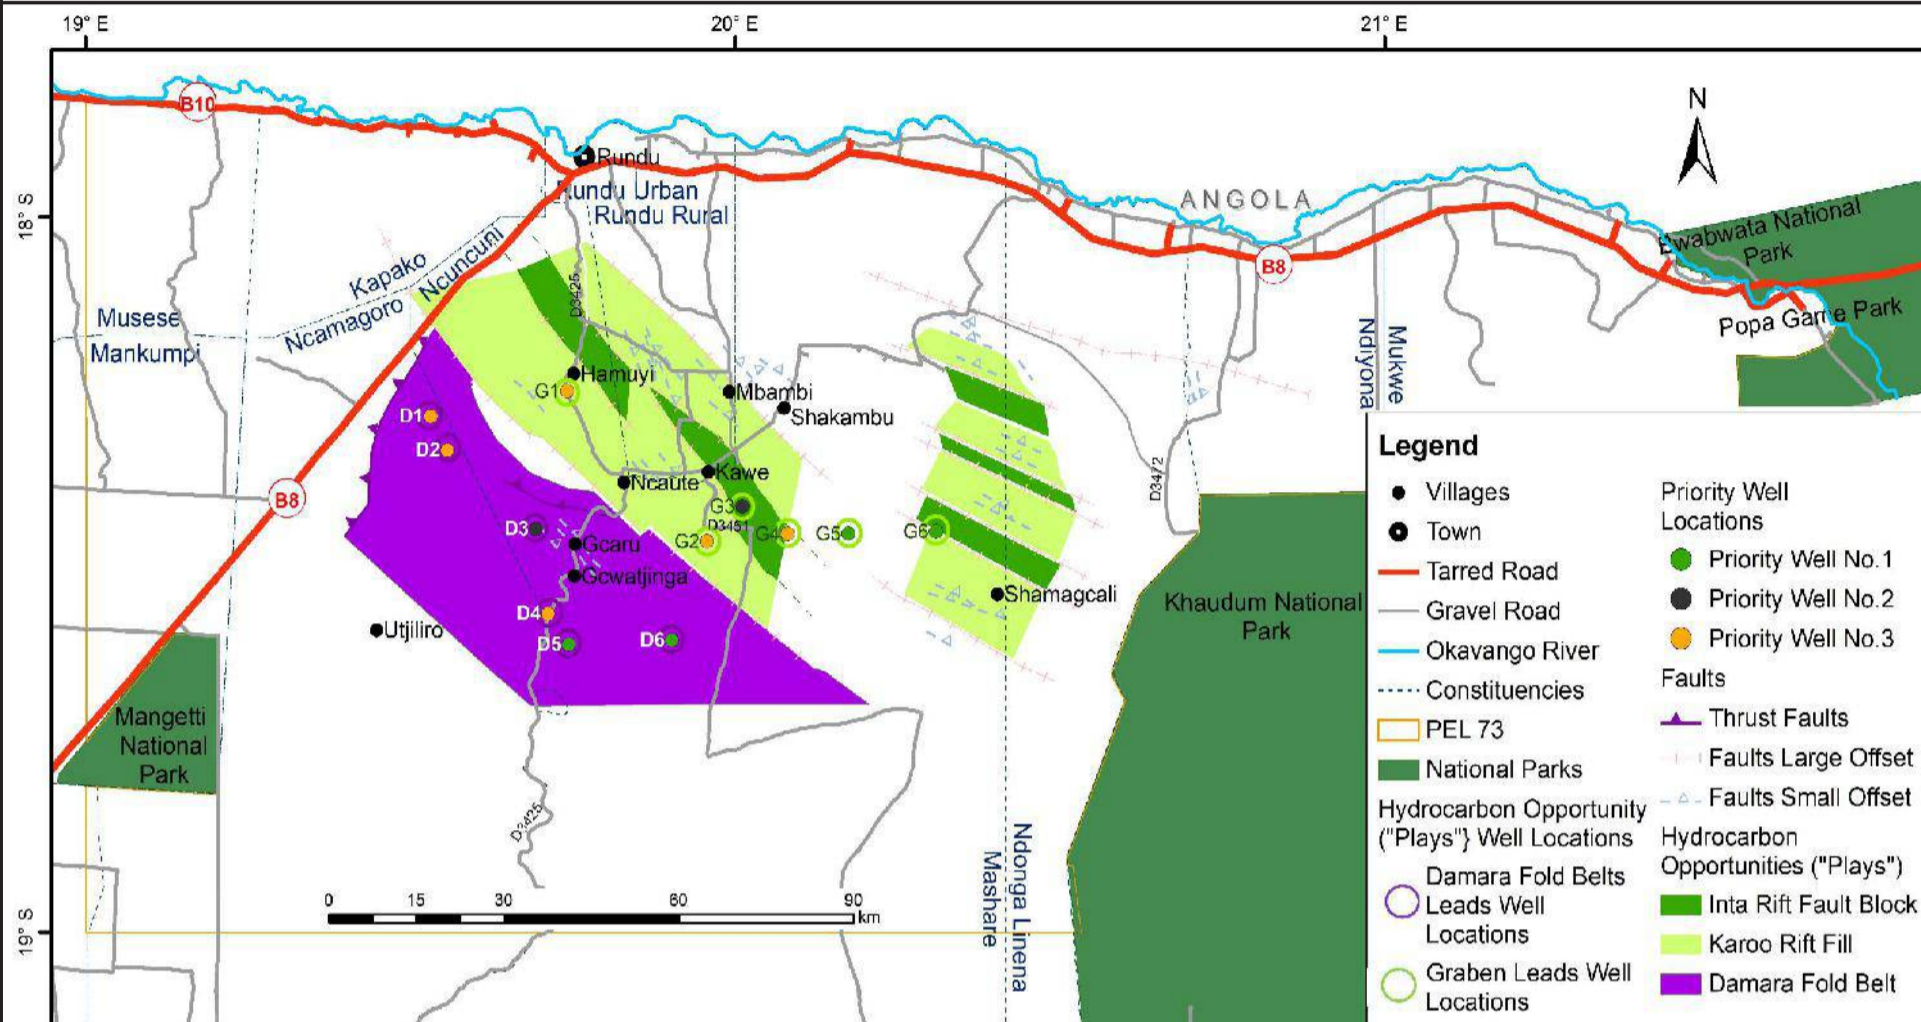 19° E
20° E
21° E
18° S
19° S
N
B10
Rundu
Rundu Urban
Rundu Rural
ANGOLA
B8
Bwabwata National
Park
Popa Game Park
Kapako
Ncuncuni
Ncamagoro
Musese
Mankumpi
D3425
Ndiyona
Mukwe
Hamuyi
G1
Mbambi
Shakambu
D1
D2
B8
Kawe
Ncaute
G3
D3451
G2
G4
G5
G6
D3472
D3
Gcaru
Gcwatjinga
D4
D5
D6
Utjiliro
Shamagcali
Khaudum National
Park
Mangetti
National
Park
D3425
0 15 30 60 90
km
Mashare
Ndonga Linena
Legend
Villages
Town
Tarred Road
Gravel Road
Okavango River
Constituencies
PEL 73
National Parks
Hydrocarbon Opportunity
("Plays"} Well Locations
Damara Fold Belts
Leads Well
Locations
Graben Leads Well
Locations
Priority Well
Locations
Priority Well No.1
Priority Well No.2
Priority Well No.3
Faults
Thrust Faults
Faults Large Offset
Faults Small Offset
Hydrocarbon
Opportunities ("Plays")
Inta Rift Fault Block
Karoo Rift Fill
Damara Fold Belt